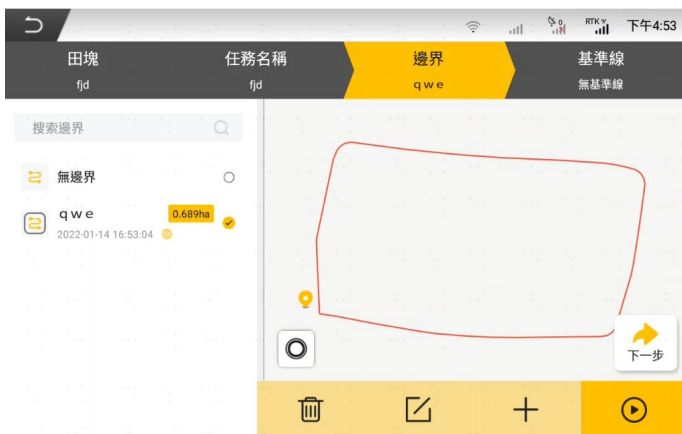 0
RTK
下午4:53
田塊
任務名稱
邊界
基準線
fjd
fjd
qwe
無基準線
搜索邊界
無邊界
qwe
0.689ha
2022-01-14 16:53:04
下一步